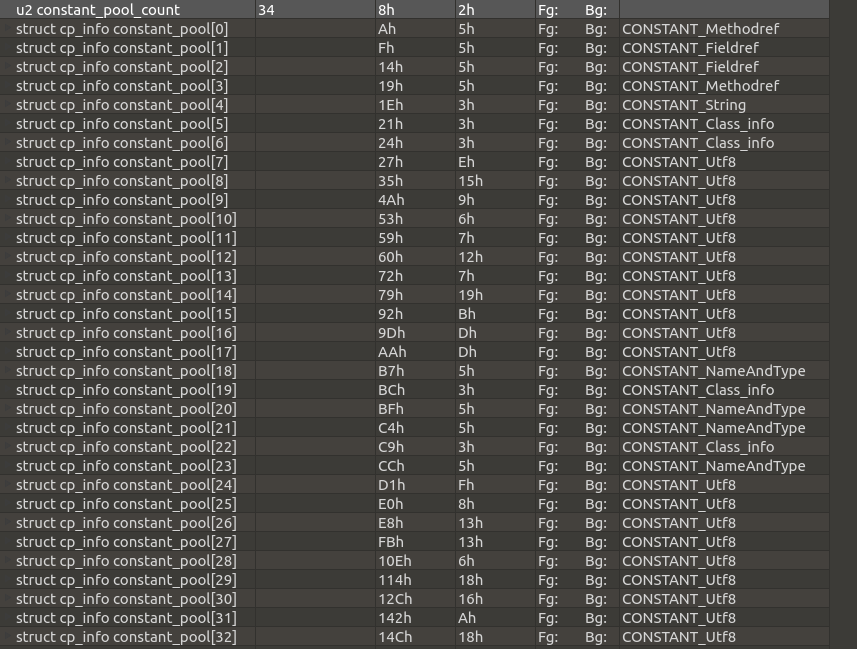 u2 constant_pool_count 34 8h 2h Fg: Bg:
struct cp_info constant_pool[0] Ah 5h Fg: Bg: CONSTANT_Methodref
struct cp_info constant_pool[1] Fh 5h Fg: Bg: CONSTANT_Fieldref
struct cp_info constant_pool[2] 14h 5h Fg: Bg: CONSTANT_Fieldref
struct cp_info constant_pool[3] 19h 5h Fg: Bg: CONSTANT_Methodref
struct cp_info constant_pool[4] 1Eh 3h Fg: Bg: CONSTANT_String
struct cp_info constant_pool[5] 21h 3h Fg: Bg: CONSTANT_Class_info
struct cp_info constant_pool[6] 24h 3h Fg: Bg: CONSTANT_Class_info
struct cp_info constant_pool[7] 27h Eh Fg: Bg: CONSTANT_Utf8
struct cp_info constant_pool[8] 35h 15h Fg: Bg: CONSTANT_Utf8
struct cp_info constant_pool[9] 4Ah 9h Fg: Bg: CONSTANT_Utf8
struct cp_info constant_pool[10] 53h 6h Fg: Bg: CONSTANT_Utf8
struct cp_info constant_pool[11] 59h 7h Fg: Bg: CONSTANT_Utf8
struct cp_info constant_pool[12] 60h 12h Fg: Bg: CONSTANT_Utf8
struct cp_info constant_pool[13] 72h 7h Fg: Bg: CONSTANT_Utf8
struct cp_info constant_pool[14] 79h 19h Fg: Bg: CONSTANT_Utf8
struct cp_info constant_pool[15] 92h Bh Fg: Bg: CONSTANT_Utf8
struct cp_info constant_pool[16] 9Dh Dh Fg: Bg: CONSTANT_Utf8
struct cp_info constant_pool[17] AAh Dh Fg: Bg: CONSTANT_Utf8
struct cp_info constant_pool[18] B7h 5h Fg: Bg: CONSTANT_NameAndType
struct cp_info constant_pool[19] BCh 3h Fg: Bg: CONSTANT_Class_info
struct cp_info constant_pool[20] BFh 5h Fg: Bg: CONSTANT_NameAndType
struct cp_info constant_pool[21] C4h 5h Fg: Bg: CONSTANT_NameAndType
struct cp_info constant_pool[22] C9h 3h Fg: Bg: CONSTANT_Class_info
struct cp_info constant_pool[23] CCh 5h Fg: Bg: CONSTANT_NameAndType
struct cp_info constant_pool[24] D1h Fh Fg: Bg: CONSTANT_Utf8
struct cp_info constant_pool[25] E0h 8h Fg: Bg: CONSTANT_Utf8
struct cp_info constant_pool[26] E8h 13h Fg: Bg: CONSTANT_Utf8
struct cp_info constant_pool[27] FBh 13h Fg: Bg: CONSTANT_Utf8
struct cp_info constant_pool[28] 10Eh 6h Fg: Bg: CONSTANT_Utf8
struct cp_info constant_pool[29] 114h 18h Fg: Bg: CONSTANT_Utf8
struct cp_info constant_pool[30] 12Ch 16h Fg: Bg: CONSTANT_Utf8
struct cp_info constant_pool[31] 142h Ah Fg: Bg: CONSTANT_Utf8
struct cp_info constant_pool[32] 14Ch 18h Fg: Bg: CONSTANT_Utf8